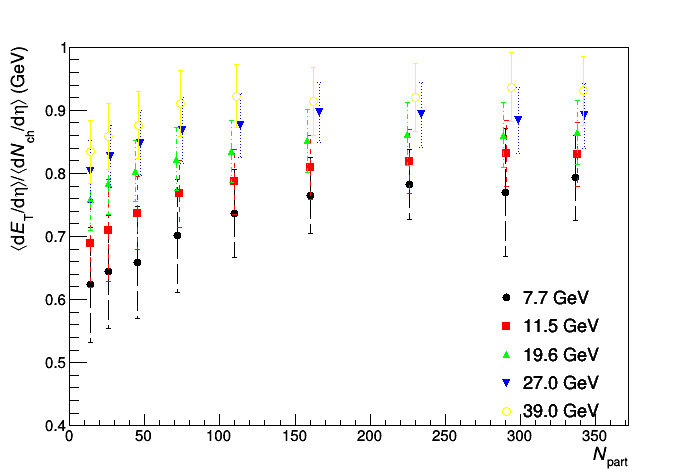 ⟨dE_T/dη⟩/⟨dN_ch/dη⟩ (GeV)
1
0.9
0.8
0.7
0.6
0.5
0.4
7.7 GeV
11.5 GeV
19.6 GeV
27.0 GeV
39.0 GeV
0 50 100 150 200 250 300 350
N_part